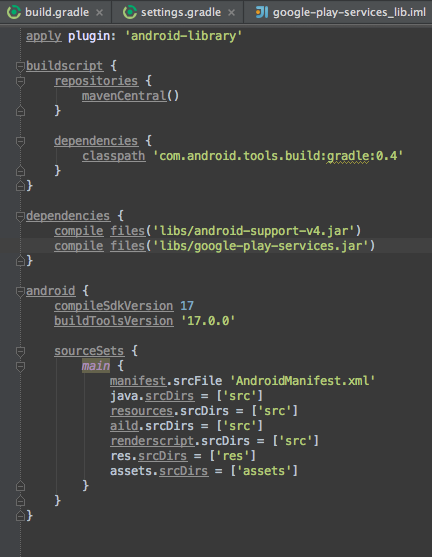 build.gradle × settings.gradle × google-play-services_lib.iml
apply plugin: 'android-library'
buildscript {
repositories {
mavenCentral()
}
dependencies {
classpath 'com.android.tools.build:gradle:0.4'
}
}
dependencies {
compile files('libs/android-support-v4.jar')
compile files('libs/google-play-services.jar')
}
android {
compileSdkVersion 17
buildToolsVersion '17.0.0'
sourceSets {
main {
manifest.srcFile 'AndroidManifest.xml'
java.srcDirs = ['src']
resources.srcDirs = ['src']
aild.srcDirs = ['src']
renderscript.srcDirs = ['src']
res.srcDirs = ['res']
assets.srcDirs = ['assets']
}
}
}